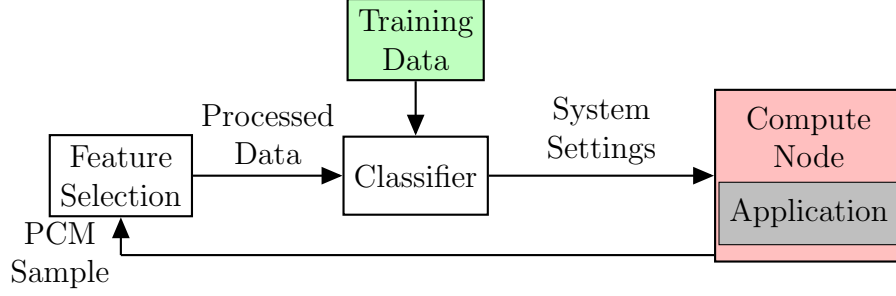 Training
Data
Processed
Data
System
Settings
Compute
Node
Feature
Selection
Classifier
Application
PCM
Sample